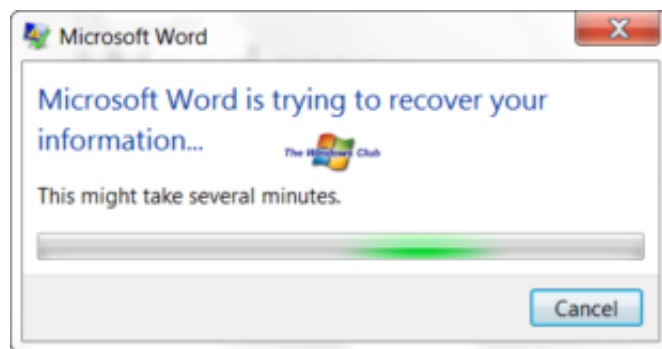 Microsoft Word
Microsoft Word is trying to recover your
information...
The Windows Club
This might take several minutes.
Cancel